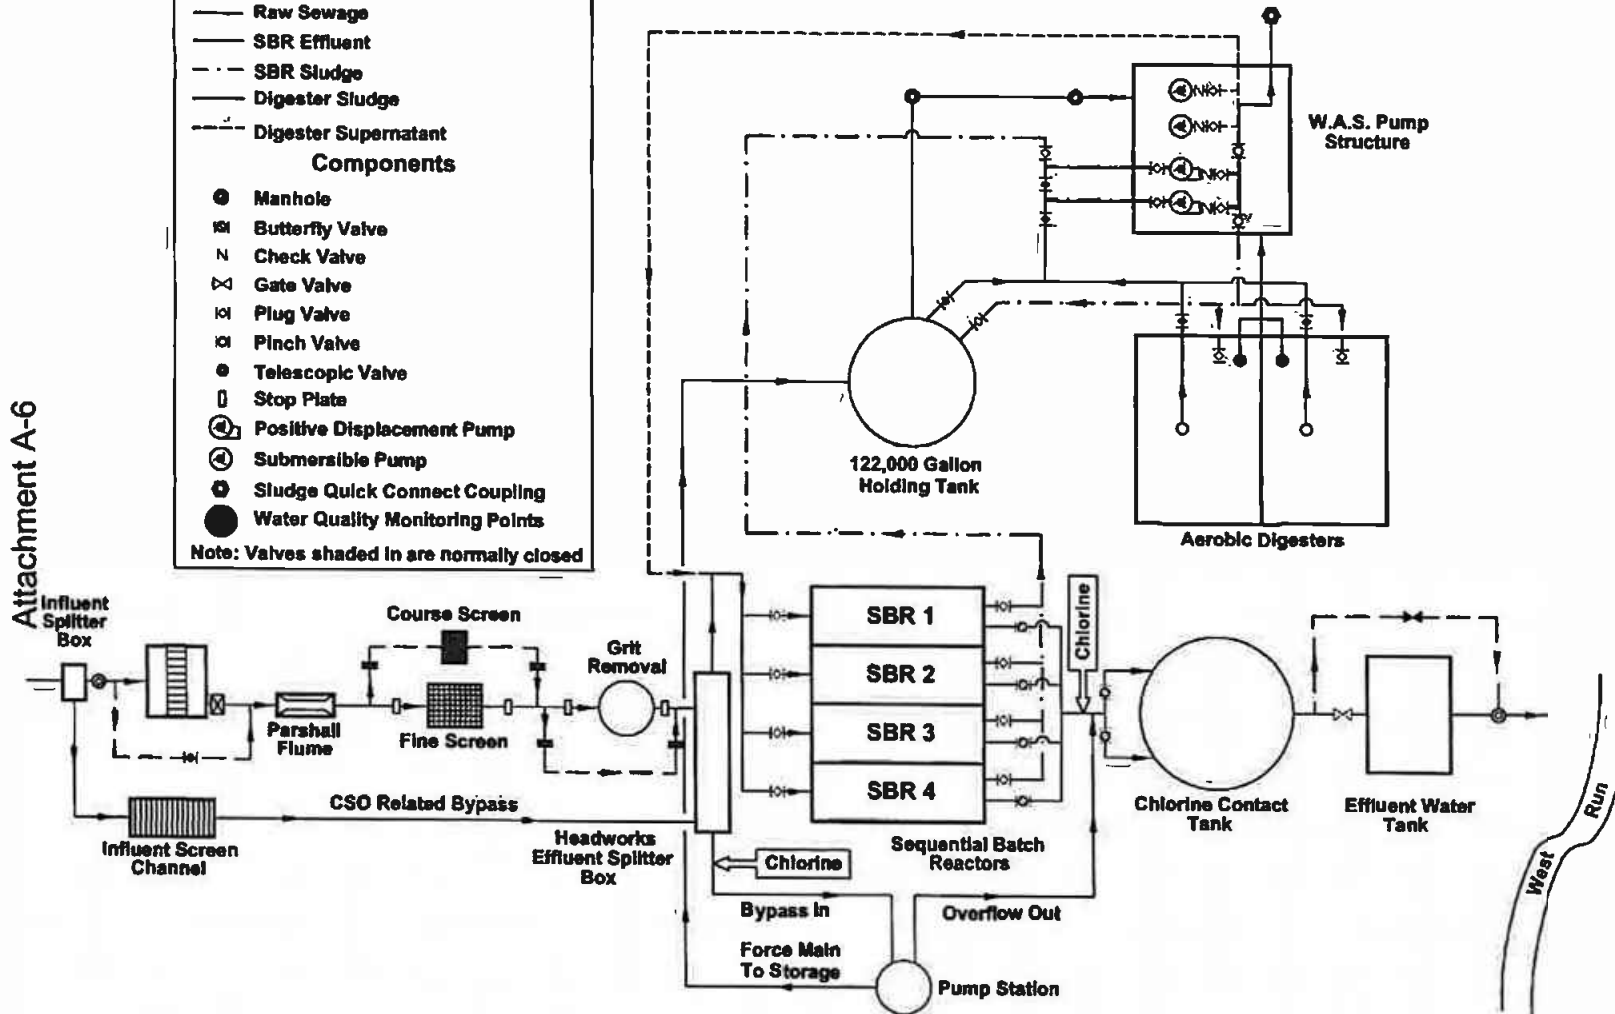 Attachment A-6
Raw Sewage
SBR Effluent
SBR Sludge
Digester Sludge
Digester Supernatant
Components
Manhole
Butterfly Valve
Check Valve
Gate Valve
Plug Valve
Pinch Valve
Telescopic Valve
Stop Plate
Positive Displacement Pump
Submersible Pump
Sludge Quick Connect Coupling
Water Quality Monitoring Points
Note: Valves shaded in are normally closed
W.A.S. Pump
Structure
122,000 Gallon
Holding Tank
Aerobic Digesters
Influent
Splitter
Box
Course Screen
Grit
Removal
Parshall
Flume
Fine Screen
CSO Related Bypass
Influent Screen
Channel
Headworks
Effluent Splitter
Box
SBR 1
SBR 2
SBR 3
SBR 4
Sequential Batch
Reactors
Chlorine
Chlorine
Chlorine Contact
Tank
Effluent Water
Tank
Bypass In
Overflow Out
Force Main
To Storage
Pump Station
West Run